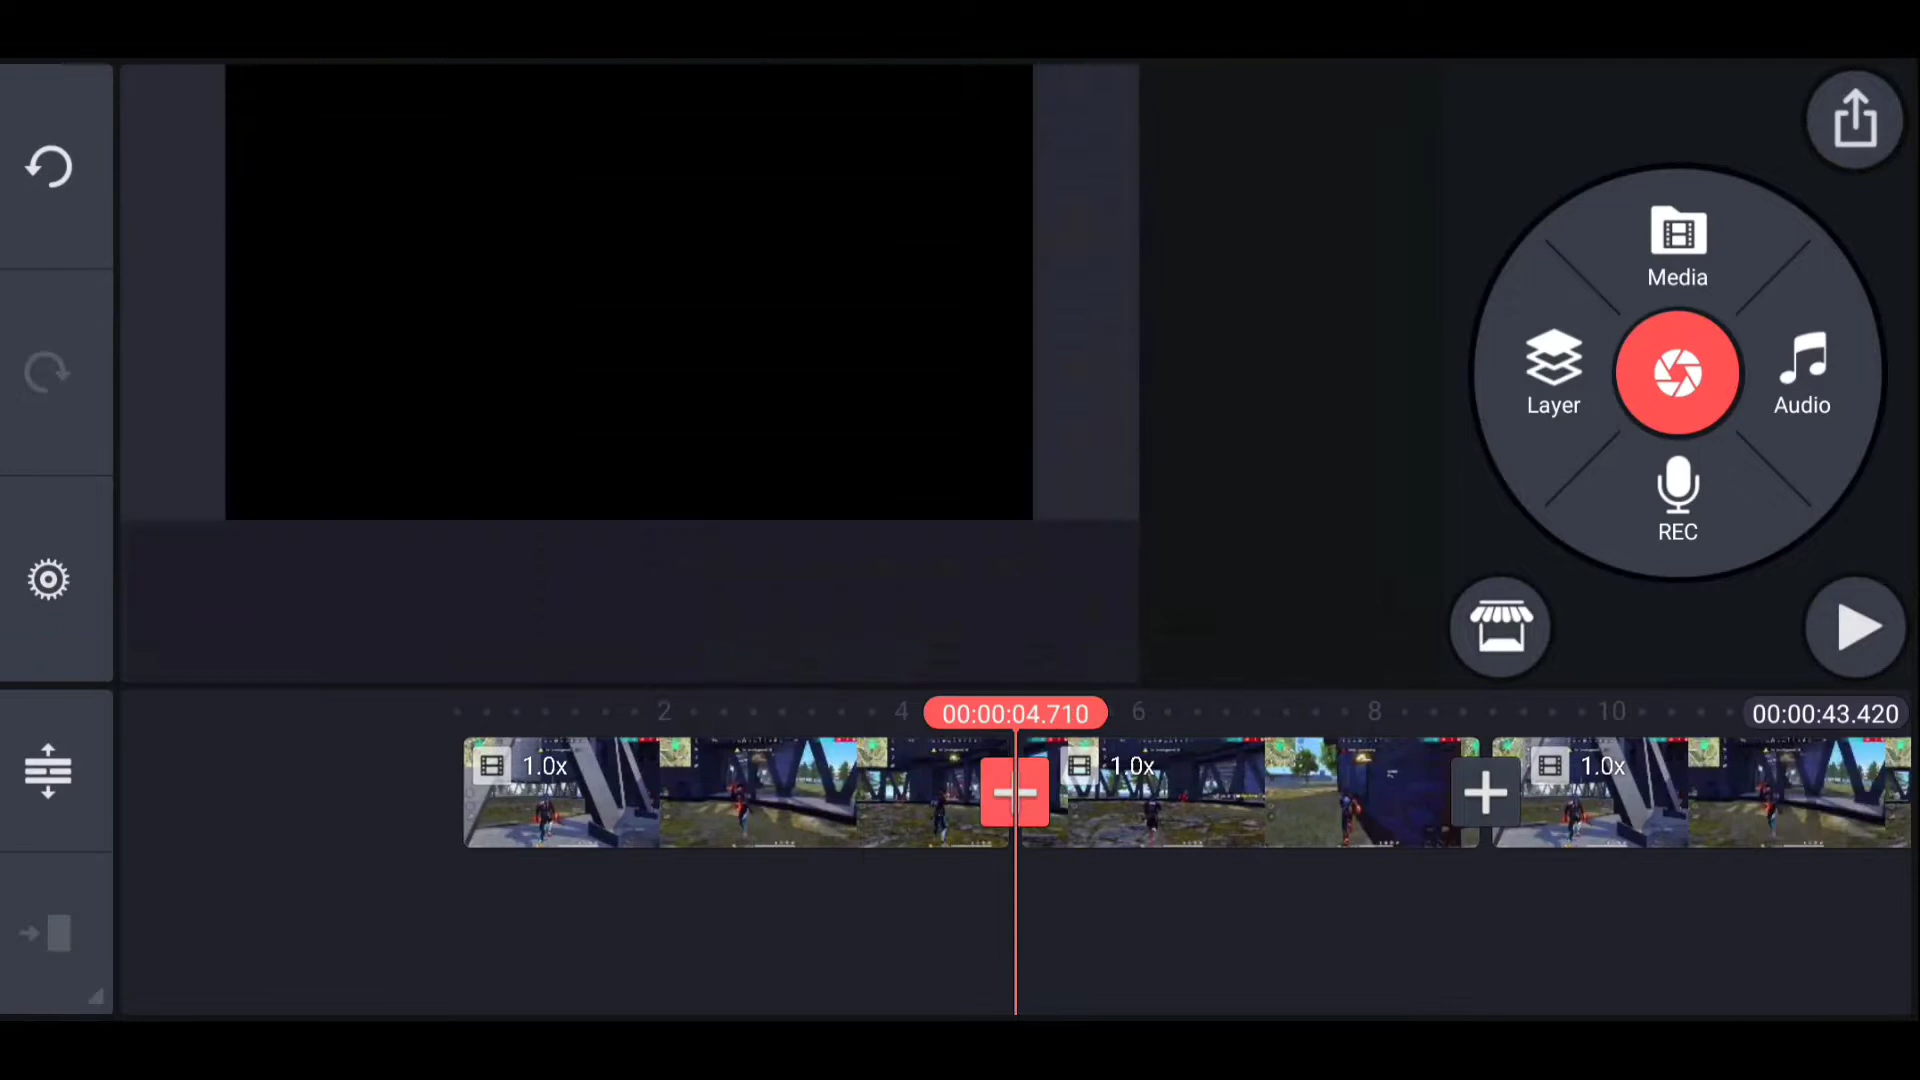 Media
Layer
Audio
REC
2
4
00:00:04.710
6
8
10
00:00:43.420
1.0x
1.0x
1.0x